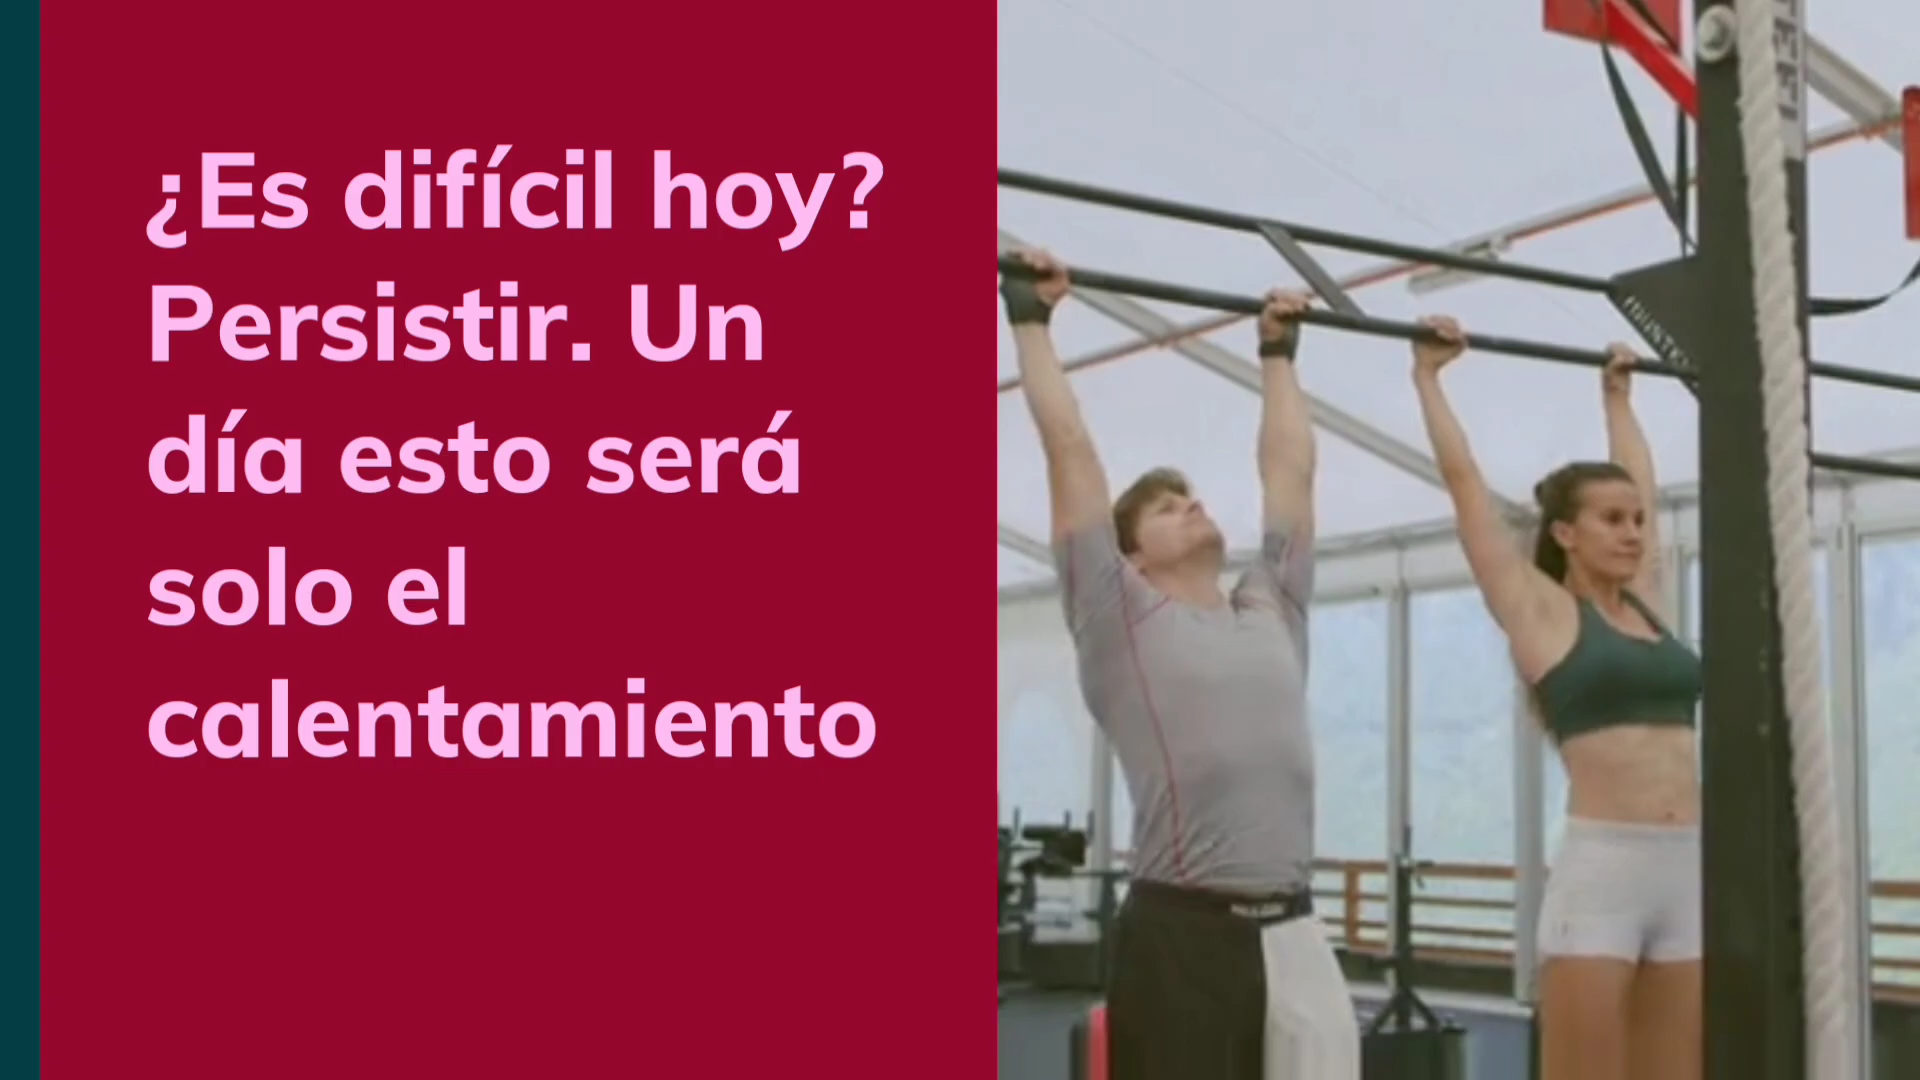 ¿Es difícil hoy?
Persistir. Un
día esto será
solo el
calentamiento